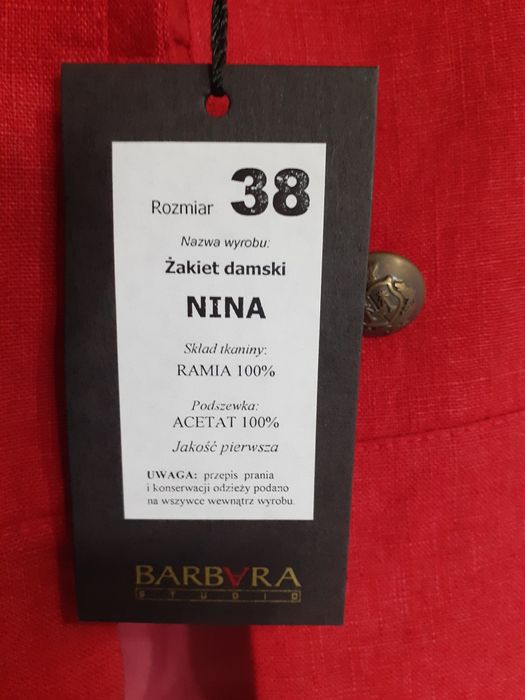 Rozmiar 38
Nazwa wyrobu:
Żakiet damski
NINA
Skład tkaniny:
RAMIA 100%
Podszewka:
ACETAT 100%
Jakość pierwsza
UWAGA: przepis prania
i konserwacji odzieży podano
na wszywce wewnątrz wyrobu.
BARBARA
STUDIO